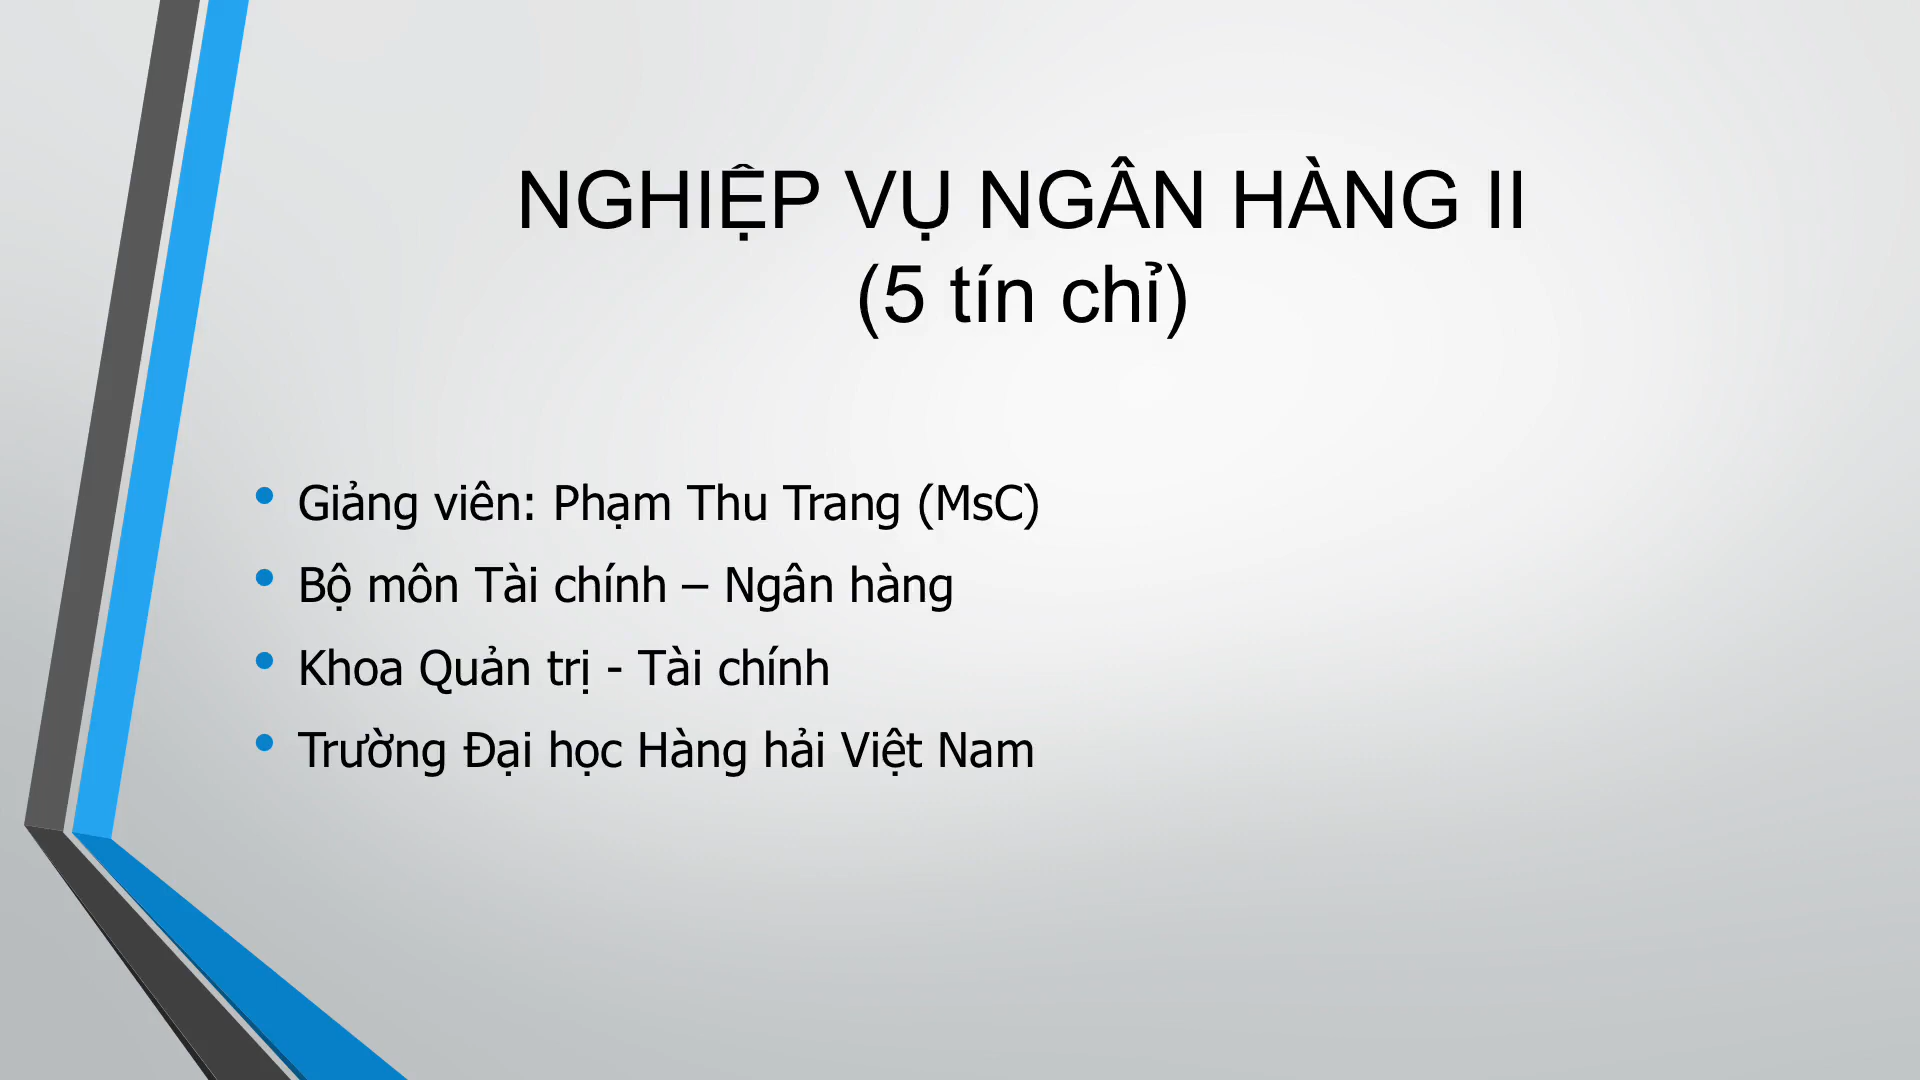 NGHIỆP VỤ NGÂN HÀNG II
(5 tín chỉ)
• Giảng viên: Phạm Thu Trang (MsC)
• Bộ môn Tài chính – Ngân hàng
• Khoa Quản trị - Tài chính
• Trường Đại học Hàng hải Việt Nam